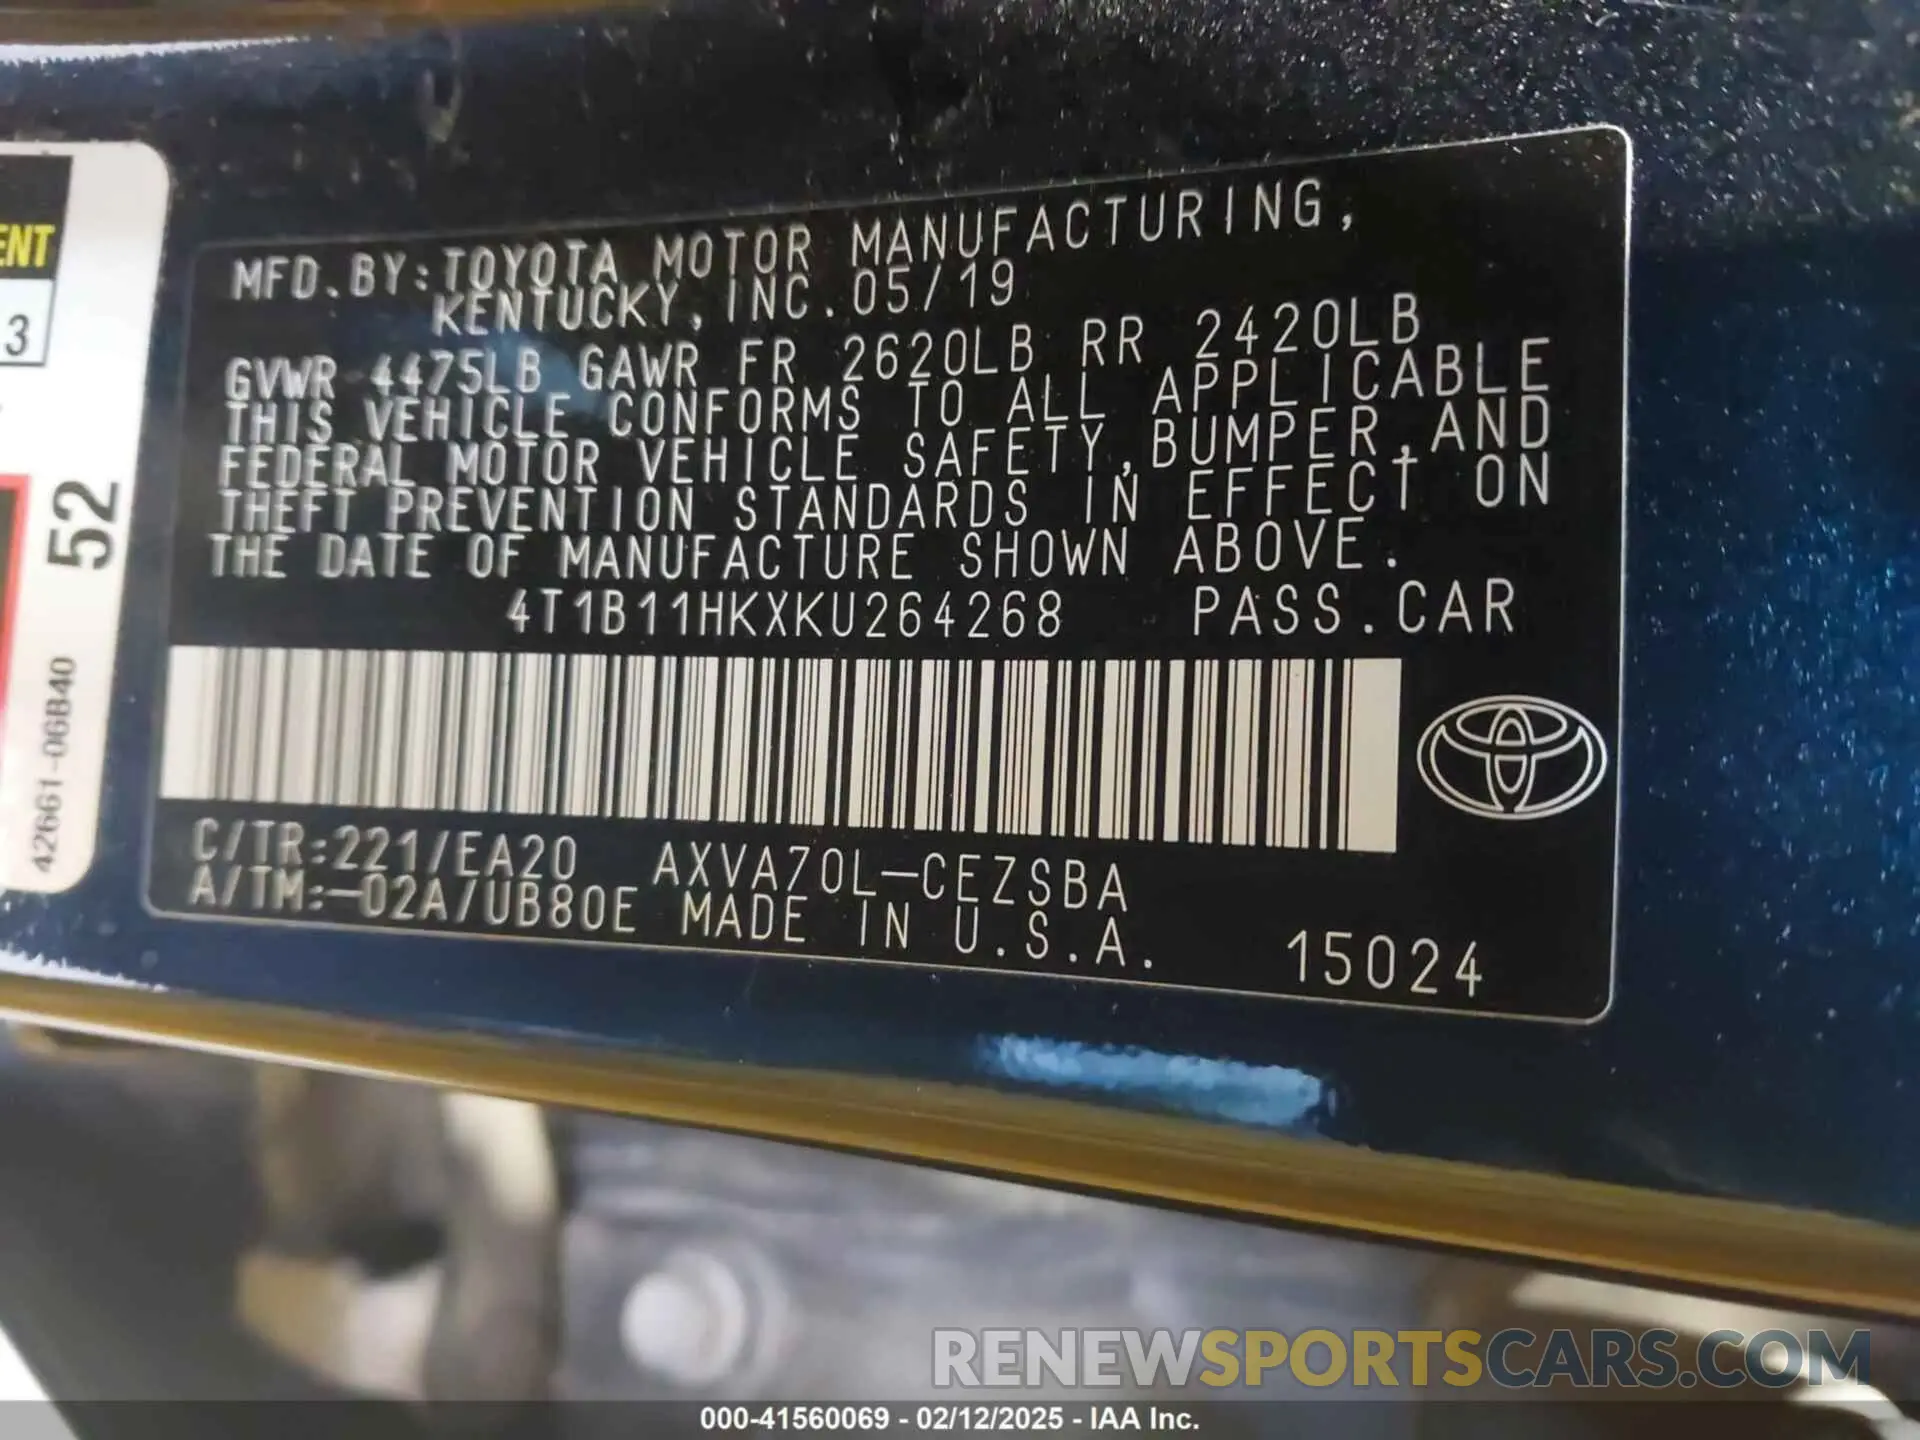 ENT
3
52
42661-06B40
MFD.BY:TOYOTA MOTOR MANUFACTURING,
KENTUCKY, INC.05/19
GVWR 4475LB GAWR FR 2620LB RR 2420LB
THIS VEHICLE CONFORMS TO ALL APPLICABLE
FEDERAL MOTOR VEHICLE SAFETY,BUMPER,AND
THEFT PREVENTION STANDARDS IN EFFECT ON
THE DATE OF MANUFACTURE SHOWN ABOVE.
4T1B11HKXKU264268 PASS.CAR
C/TR:221/EA20 AXVA70L-CEZSBA
A/TM:-02A/UB80E MADE IN U.S.A. 15024
RENEWSPORTSCARS.COM
000-41560069 - 02/12/2025 - IAA Inc.